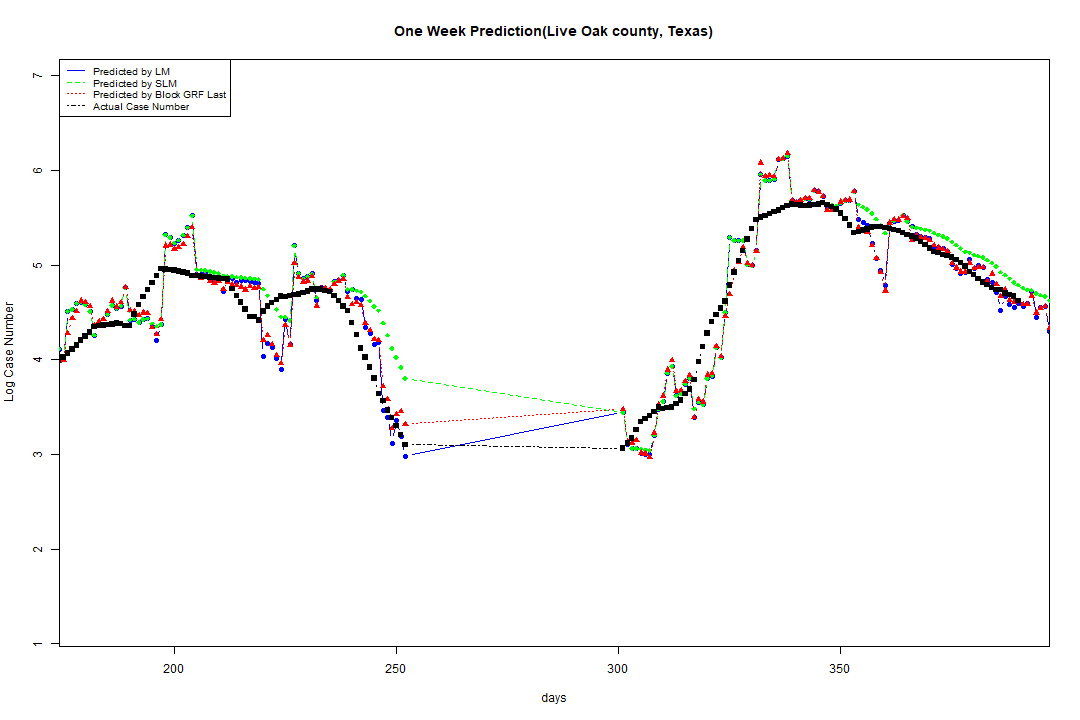 One Week Prediction(Live Oak county, Texas)
Predicted by LM
Predicted by SLM
Predicted by Block GRF Last
Actual Case Number
Log Case Number
7
6
5
4
3
2
1
200 250 300 350
days